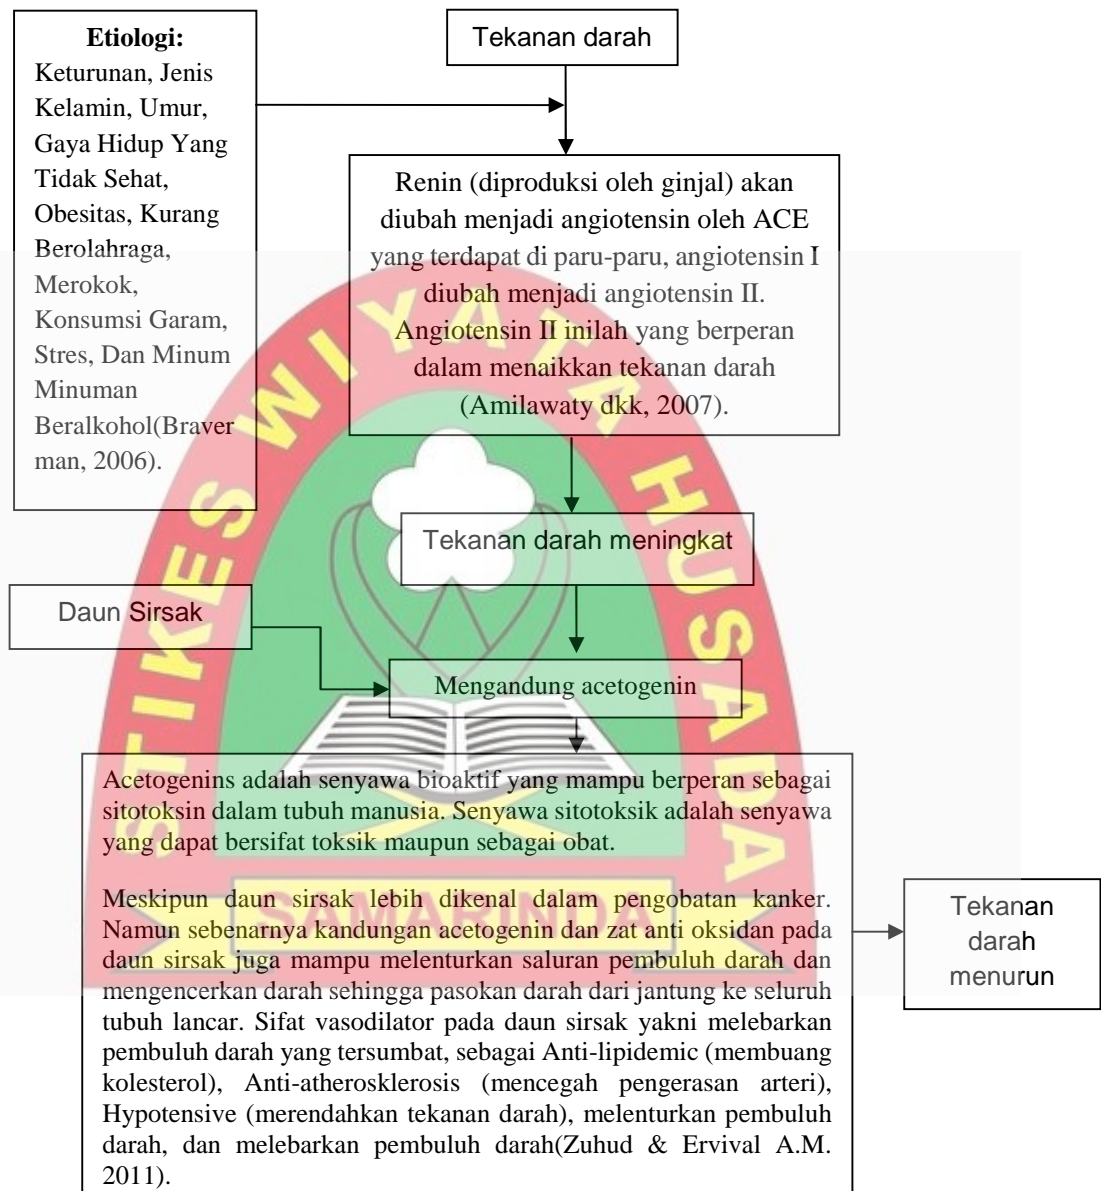 Etiologi:
Keturunan, Jenis
Kelamin, Umur,
Gaya Hidup Yang
Tidak Sehat,
Obesitas, Kurang
Berolahraga,
Merokok,
Konsumsi Garam,
Stres, Dan Minum
Minuman
Beralkohol(Braver
man, 2006).
Tekanan darah
Renin (diproduksi oleh ginjal) akan
diubah menjadi angiotensin oleh ACE
yang terdapat di paru-paru, angiotensin I
diubah menjadi angiotensin II.
Angiotensin II inilah yang berperan
dalam menaikkan tekanan darah
(Amilawaty dkk, 2007).
Tekanan darah meningkat
Daun Sirsak
Mengandung acetogenin
Acetogenins adalah senyawa bioaktif yang mampu berperan sebagai
sitotoksin dalam tubuh manusia. Senyawa sitotoksik adalah senyawa
yang dapat bersifat toksik maupun sebagai obat.
Meskipun daun sirsak lebih dikenal dalam pengobatan kanker.
Namun sebenarnya kandungan acetogenin dan zat anti oksidan pada
daun sirsak juga mampu melenturkan saluran pembuluh darah dan
mengencerkan darah sehingga pasokan darah dari jantung ke seluruh
tubuh lancar. Sifat vasodilator pada daun sirsak yakni melebarkan
pembuluh darah yang tersumbat, sebagai Anti-lipidemic (membuang
kolesterol), Anti-atherosklerosis (mencegah pengerasan arteri),
Hypotensive (merendahkan tekanan darah), melenturkan pembuluh
darah, dan melebarkan pembuluh darah(Zuhud & Ervival A.M.
2011).
Tekanan
darah
menurun
STIKES WIYATA HUSADA
SAMARINDA